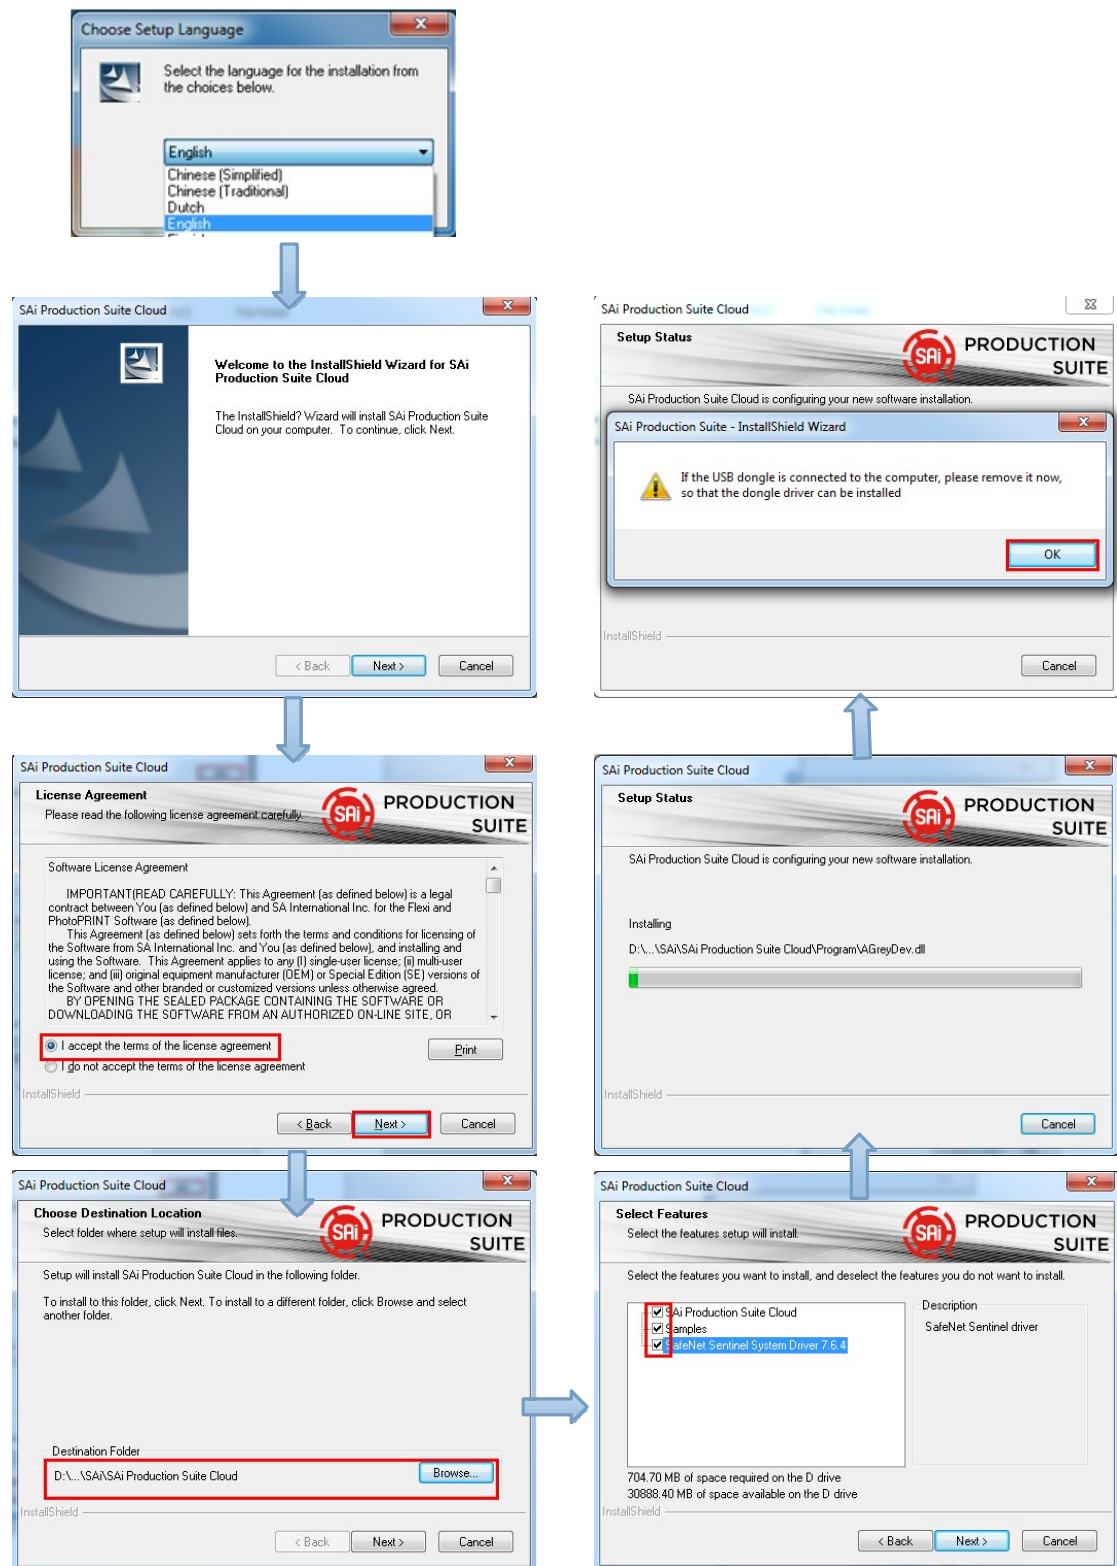 Choose Setup Language
Select the language for the installation from
the choices below.
English
Chinese (Simplified)
Chinese (Traditional)
Dutch
English
SAi Production Suite Cloud
Welcome to the InstallShield Wizard for SAi
Production Suite Cloud
The InstallShield? Wizard will install SAi Production Suite
Cloud on your computer. To continue, click Next.
< Back
Next >
Cancel
SAi Production Suite Cloud
License Agreement
Please read the following license agreement carefully.
SAi
PRODUCTION
SUITE
Software License Agreement
IMPORTANT(READ CAREFULLY: This Agreement (as defined below) is a legal
contract between You (as defined below) and SA International Inc. for the Flexi and
PhotoPRINT Software (as defined below).
This Agreement (as defined below) sets forth the terms and conditions for licensing of
the Software from SA International Inc. and You (as defined below), and installing and
using the Software. This Agreement applies to any (I) single-user license; (ii) multi-user
license; and (iii) original equipment manufacturer (OEM) or Special Edition (SE) versions of
the Software and other branded or customized versions unless otherwise agreed.
BY OPENING THE SEALED PACKAGE CONTAINING THE SOFTWARE OR
DOWNLOADING THE SOFTWARE FROM AN AUTHORIZED ON-LINE SITE, OR
I accept the terms of the license agreement
Print
I do not accept the terms of the license agreement
InstallShield
< Back
Next >
Cancel
SAi Production Suite Cloud
Choose Destination Location
Select folder where setup will install files.
SAi
PRODUCTION
SUITE
Setup will install SAi Production Suite Cloud in the following folder.
To install to this folder, click Next. To install to a different folder, click Browse and select
another folder.
Destination Folder
D:\...\SAi\SAi Production Suite Cloud
Browse...
InstallShield
< Back
Next >
Cancel
SAi Production Suite Cloud
Select Features
Select the features setup will install.
SAi
PRODUCTION
SUITE
Select the features you want to install, and deselect the features you do not want to install.
SAi Production Suite Cloud
Samples
SafeNet Sentinel System Driver 7.6.4
Description
SafeNet Sentinel driver
704.70 MB of space required on the D drive
30888.40 MB of space available on the D drive
InstallShield
< Back
Next >
Cancel
SAi Production Suite Cloud
Setup Status
SAi
PRODUCTION
SUITE
SAi Production Suite Cloud is configuring your new software installation.
Installing
D:\...\SAi\SAi Production Suite Cloud\Program\AGreyDev.dll
InstallShield
Cancel
SAi Production Suite Cloud
Setup Status
SAi
PRODUCTION
SUITE
SAi Production Suite Cloud is configuring your new software installation.
SAi Production Suite - InstallShield Wizard
If the USB dongle is connected to the computer, please remove it now,
so that the dongle driver can be installed
OK
InstallShield
Cancel